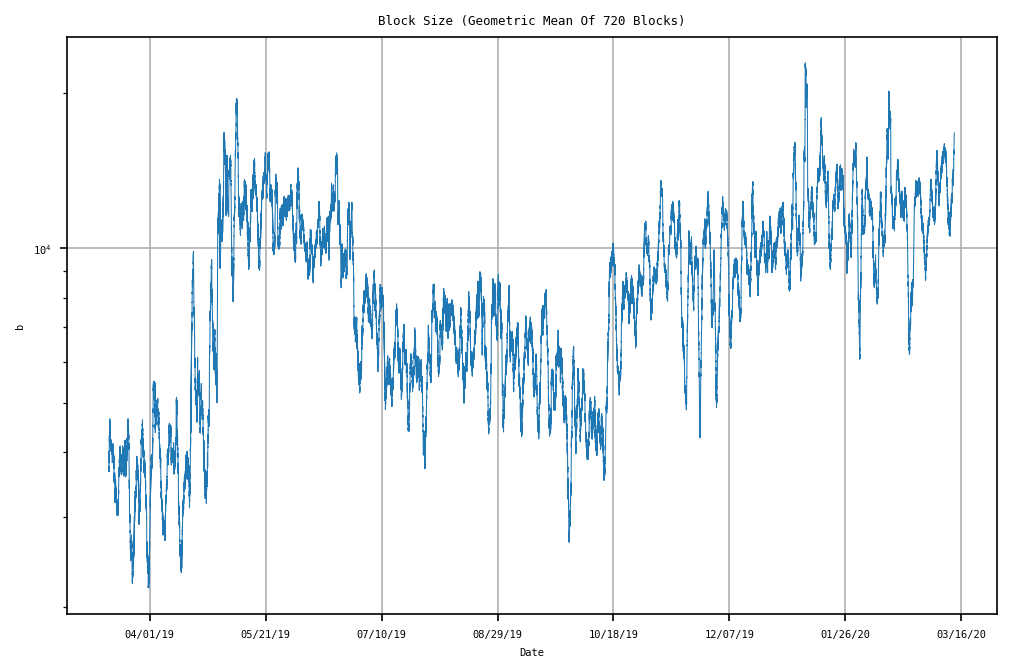 Block Size (Geometric Mean Of 720 Blocks)
10⁴
b
04/01/19 05/21/19 07/10/19 08/29/19 10/18/19 12/07/19 01/26/20 03/16/20
Date